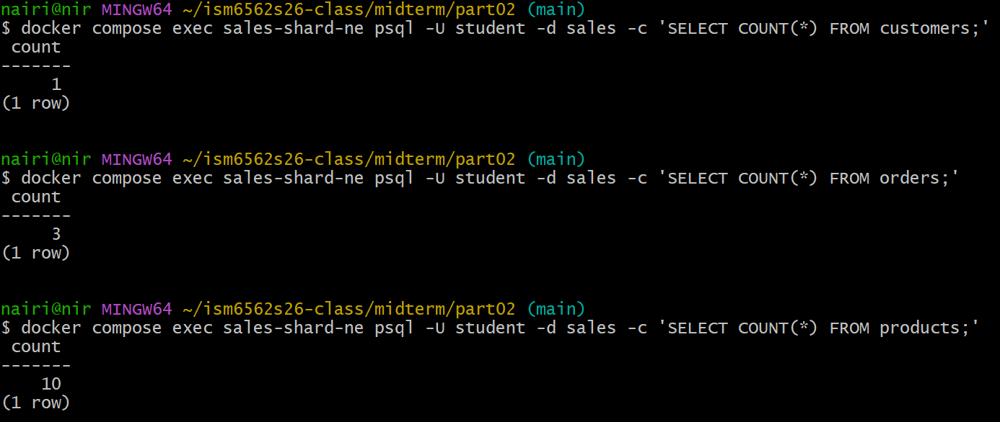 nairi@nir MINGW64 ~/ism6562s26-class/midterm/part02 (main)
$ docker compose exec sales-shard-ne psql -U student -d sales -c 'SELECT COUNT(*) FROM customers;'
 count
-------
     1
(1 row)

nairi@nir MINGW64 ~/ism6562s26-class/midterm/part02 (main)
$ docker compose exec sales-shard-ne psql -U student -d sales -c 'SELECT COUNT(*) FROM orders;'
 count
-------
     3
(1 row)

nairi@nir MINGW64 ~/ism6562s26-class/midterm/part02 (main)
$ docker compose exec sales-shard-ne psql -U student -d sales -c 'SELECT COUNT(*) FROM products;'
 count
-------
    10
(1 row)